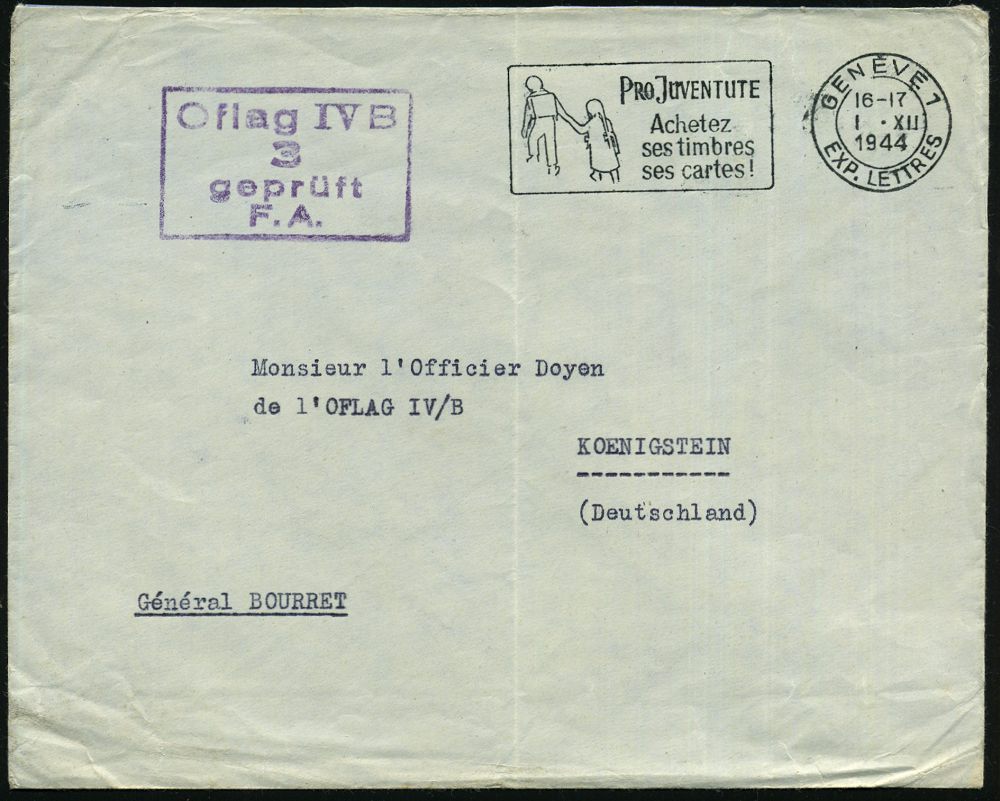 Oflag IVB
3
geprüft
F.A.
PRO JUVENTUTE
Achetez
ses timbres
ses cartes!
GENÈVE 1
16-17
1 · XII
1944
EXP. LETTRES
Monsieur l'Officier Doyen
de l'OFLAG IV/B
KOENIGSTEIN
-----------
(Deutschland)
Général BOURRET